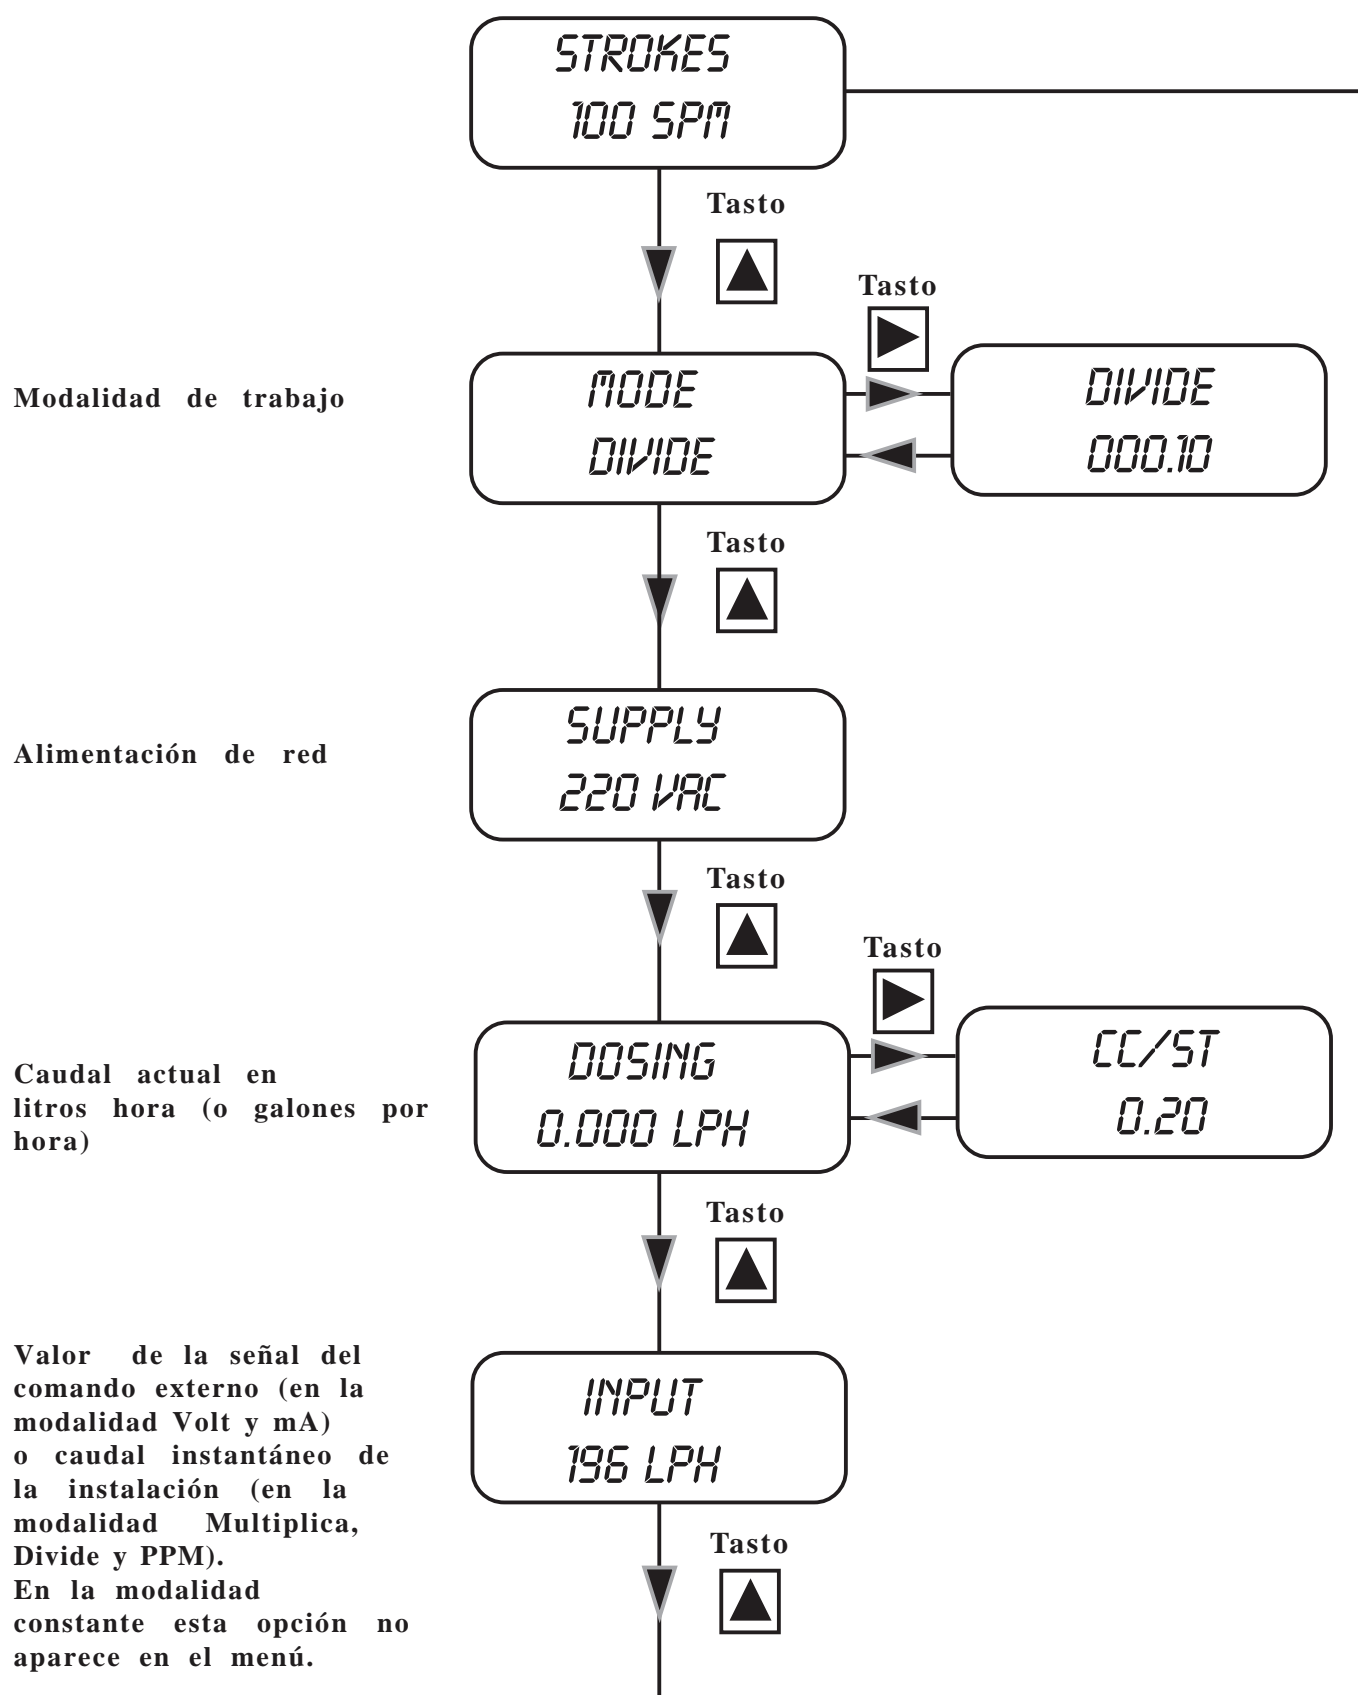 STROKES
100 SPM
Tasto
Tasto
Modalidad de trabajo
MODE
DIVIDE
DIVIDE
000.10
Tasto
Alimentación de red
SUPPLY
220 VAC
Tasto
Tasto
Caudal actual en
litros hora (o galones por
hora)
DOSING
0.000 LPH
CC/ST
0.20
Tasto
Valor de la señal del
comando externo (en la
modalidad Volt y mA)
o caudal instantáneo de
la instalación (en la
modalidad Multiplica,
Divide y PPM).
En la modalidad
constante esta opción no
aparece en el menú.
INPUT
196 LPH
Tasto